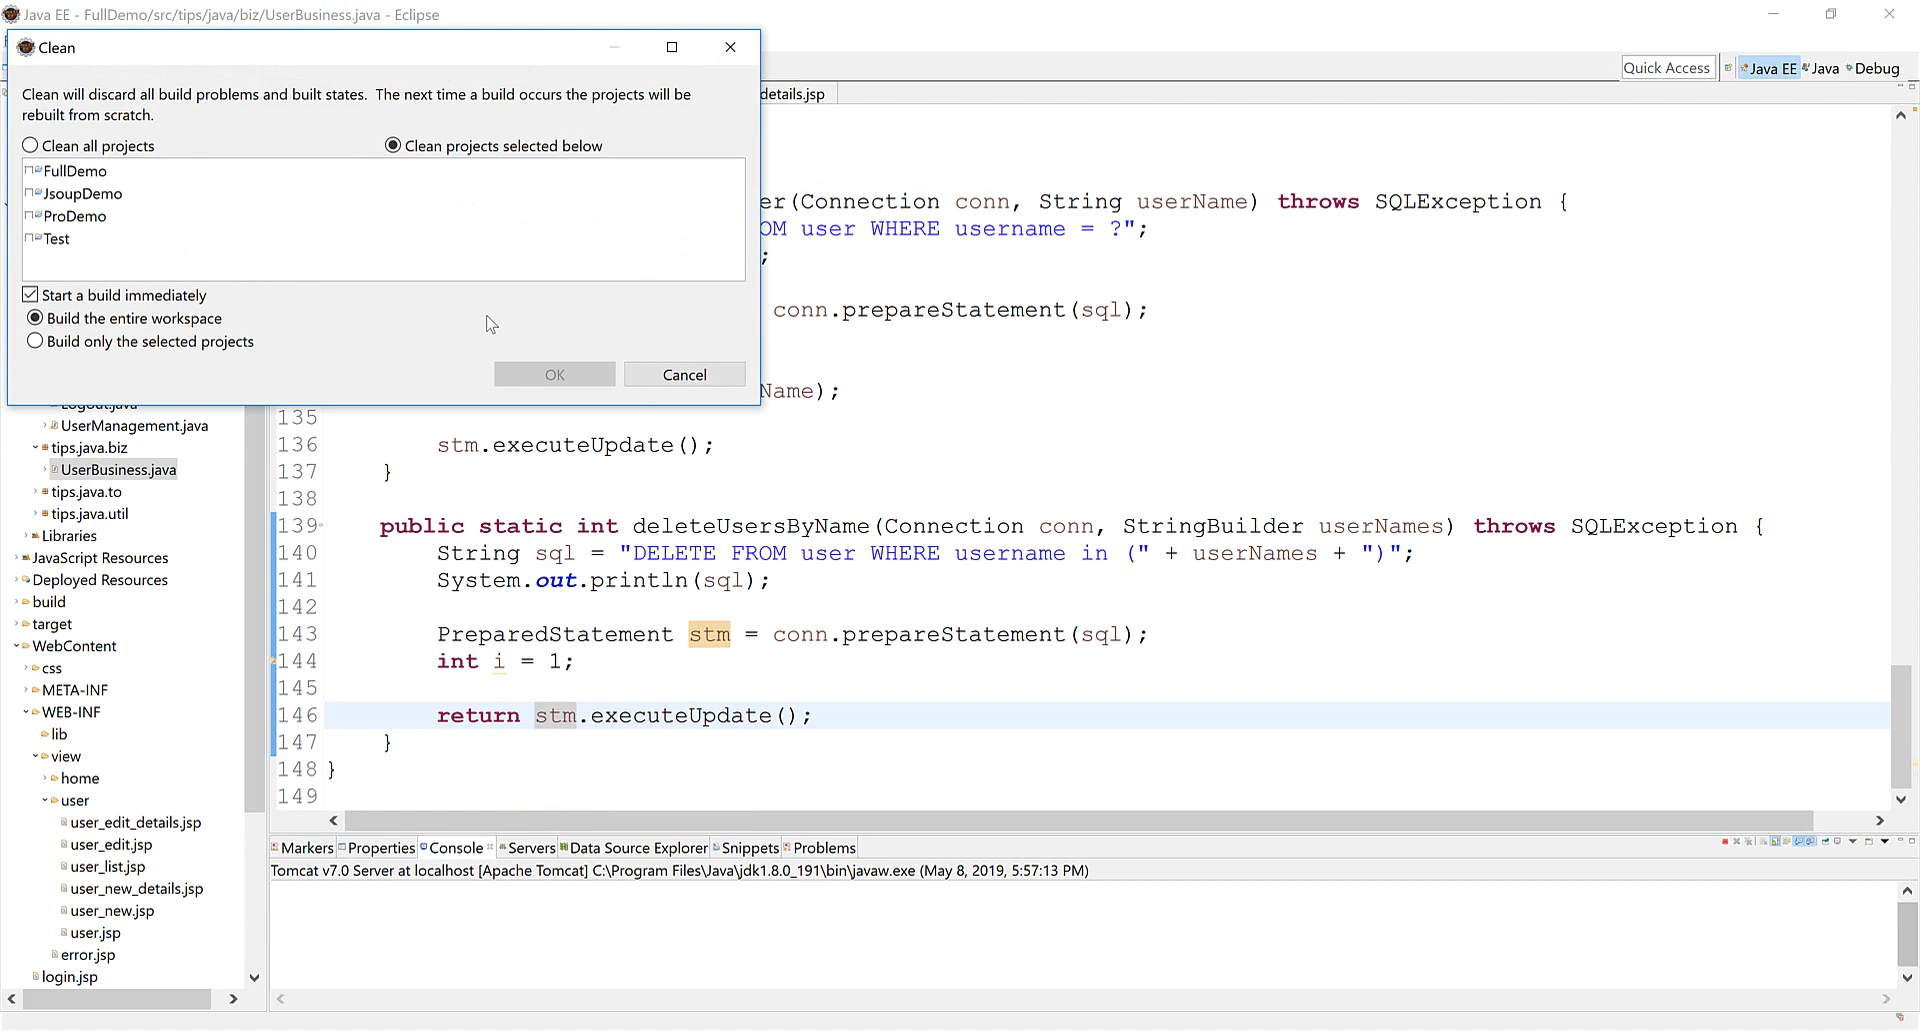 Java EE - FullDemo/src/tips/java/biz/UserBusiness.java - Eclipse
Clean
Clean will discard all build problems and built states. The next time a build occurs the projects will be
rebuilt from scratch.
Clean all projects
Clean projects selected below
FullDemo
JsoupDemo
ProDemo
Test
Start a build immediately
Build the entire workspace
Build only the selected projects
OK
Cancel
Quick Access
Java EE
Java
Debug
details.jsp
er(Connection conn, String userName) throws SQLException {
OM user WHERE username = ?";
;
conn.prepareStatement(sql);
Name);
135
136 stm.executeUpdate();
137 }
138
139 public static int deleteUsersByName(Connection conn, StringBuilder userNames) throws SQLException {
140 String sql = "DELETE FROM user WHERE username in (" + userNames + ")";
141 System.out.println(sql);
142
143 PreparedStatement stm = conn.prepareStatement(sql);
144 int i = 1;
145
146 return stm.executeUpdate();
147 }
148 }
149
Logout.java
UserManagement.java
tips.java.biz
UserBusiness.java
tips.java.to
tips.java.util
Libraries
JavaScript Resources
Deployed Resources
build
target
WebContent
css
META-INF
WEB-INF
lib
view
home
user
user_edit_details.jsp
user_edit.jsp
user_list.jsp
user_new_details.jsp
user_new.jsp
user.jsp
error.jsp
login.jsp
Markers
Properties
Console
Servers
Data Source Explorer
Snippets
Problems
Tomcat v7.0 Server at localhost [Apache Tomcat] C:\Program Files\Java\jdk1.8.0_191\bin\javaw.exe (May 8, 2019, 5:57:13 PM)